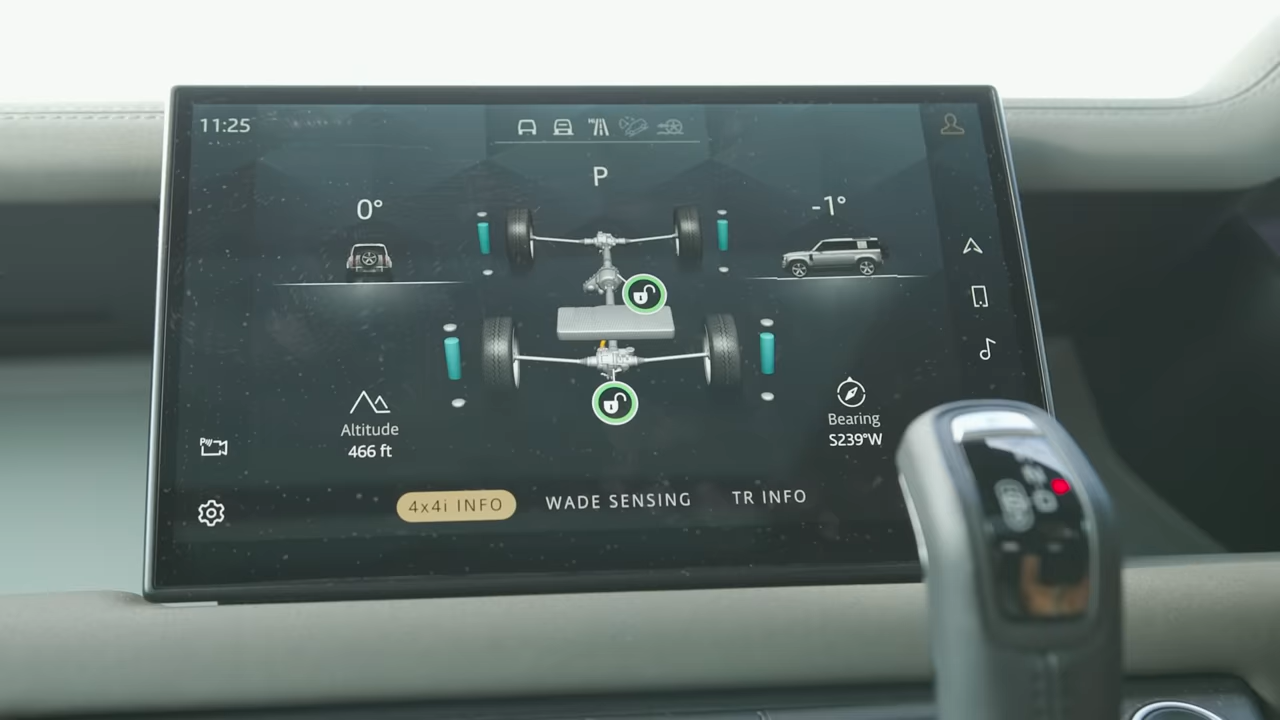 11:25
P
0°
-1°
Altitude
466 ft
Bearing
S239°W
4x4i INFO
WADE SENSING
TR INFO